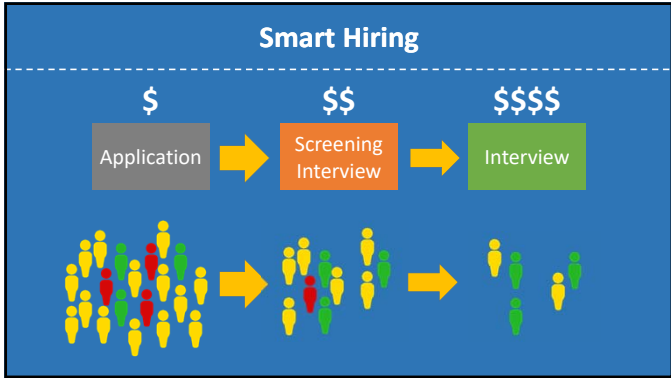 Smart Hiring
$
$$
$$$$
Application
Screening
Interview
Interview